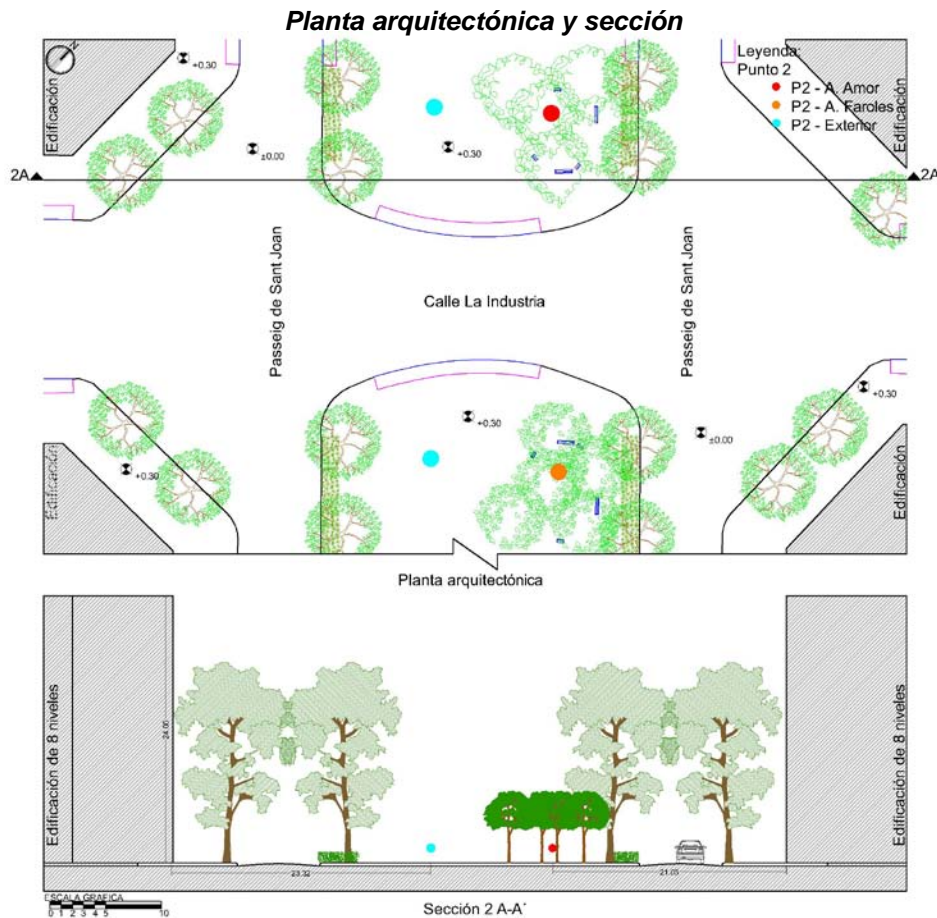 Planta arquitectónica y sección
N
Edificación
+0.30
Leyenda:
Punto 2
P2 - A. Amor
P2 - A. Faroles
P2 - Exterior
Edificación
±0.00
+0.30
2A
2A
Passeig de Sant Joan
Calle La Industria
Passeig de Sant Joan
+0.30
+0.30
±0.00
+0.30
Edificación
Edificación
Planta arquitectónica
Edificación de 8 niveles
24.00
Edificación de 8 niveles
23.32
21.05
ESCALA GRAFICA
0 1 2 3 4 5 10
Sección 2 A-A´